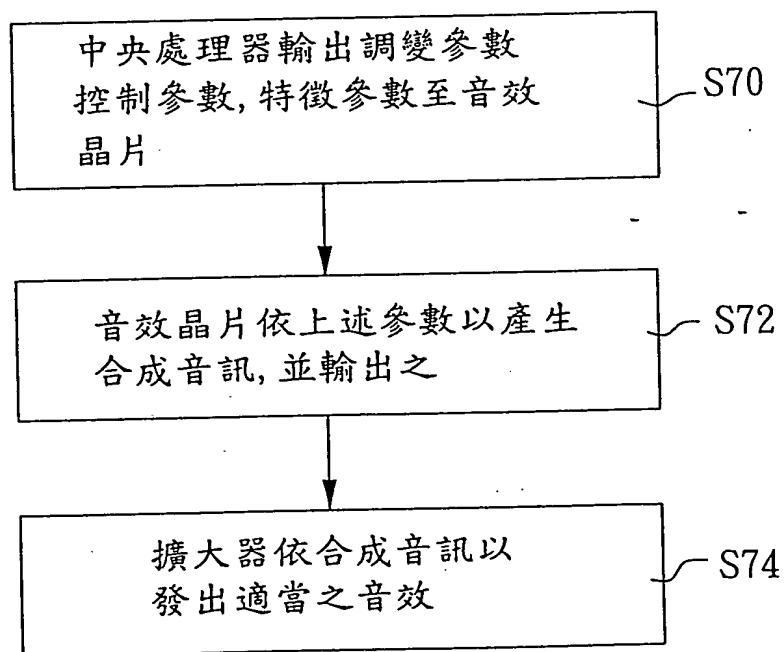 中央處理器輸出調變參數
控制參數,特徵參數至音效
晶片
S70
音效晶片依上述參數以產生
合成音訊,並輸出之
S72
擴大器依合成音訊以
發出適當之音效
S74